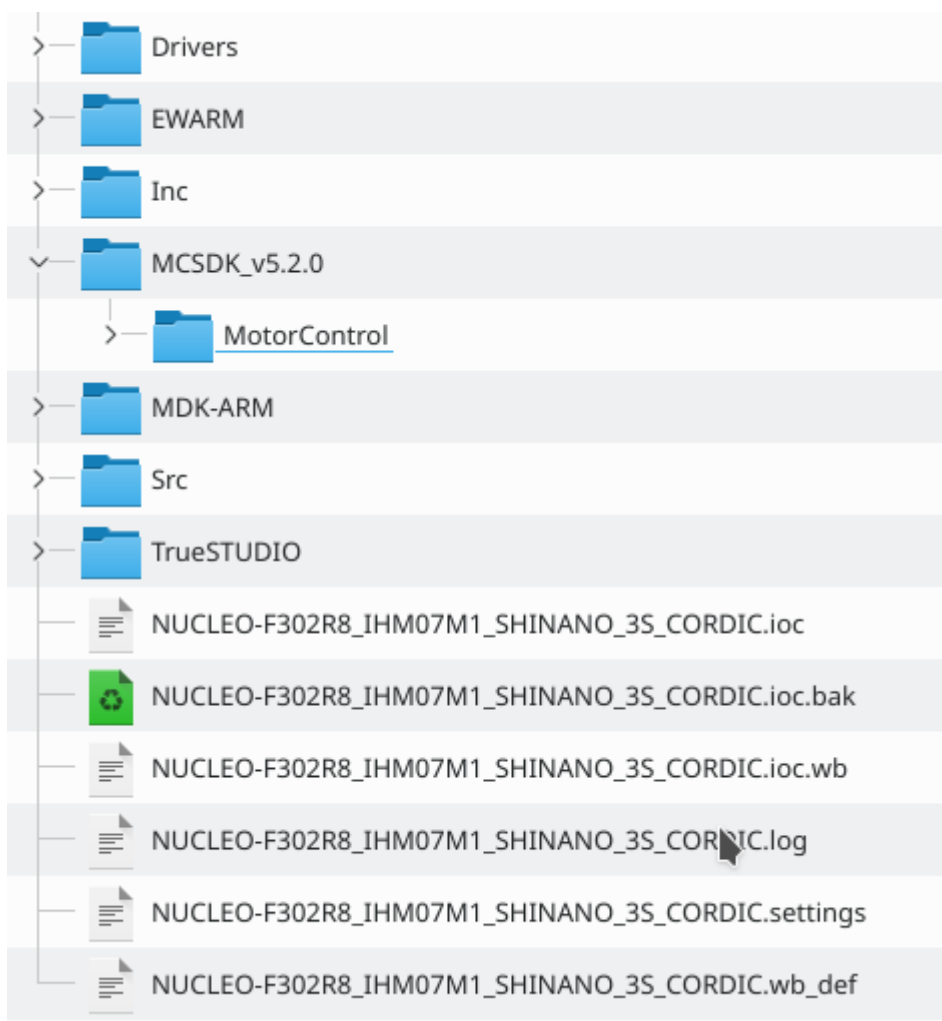 Drivers
EWARM
Inc
MCSDK_v5.2.0
MotorControl
MDK-ARM
Src
TrueSTUDIO
NUCLEO-F302R8_IHM07M1_SHINANO_3S_CORDIC.ioc
NUCLEO-F302R8_IHM07M1_SHINANO_3S_CORDIC.ioc.bak
NUCLEO-F302R8_IHM07M1_SHINANO_3S_CORDIC.ioc.wb
NUCLEO-F302R8_IHM07M1_SHINANO_3S_CORDIC.log
NUCLEO-F302R8_IHM07M1_SHINANO_3S_CORDIC.settings
NUCLEO-F302R8_IHM07M1_SHINANO_3S_CORDIC.wb_def